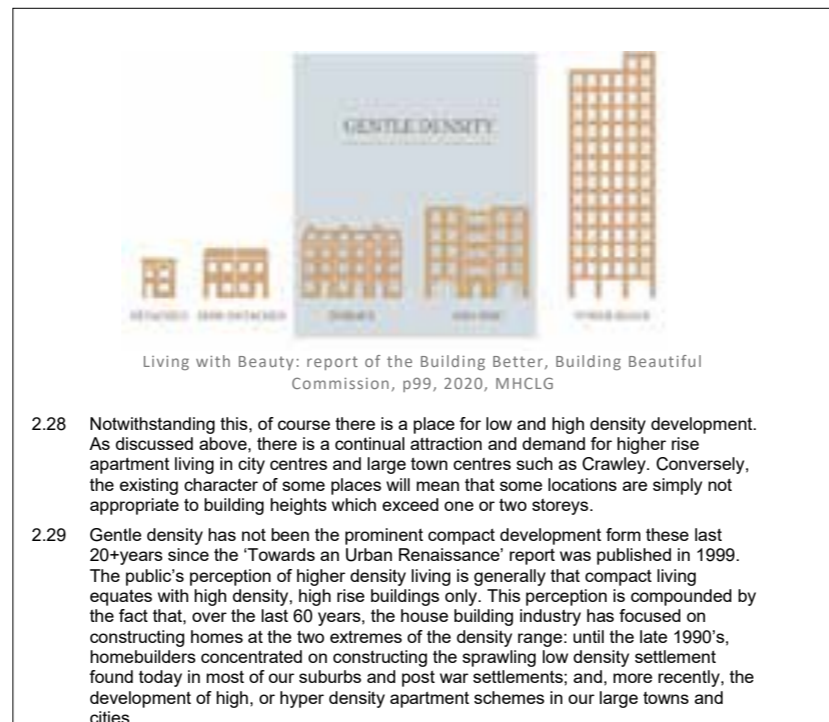 GENTLE DENSITY
DETACHED SEMI-DETACHED TERRACE MID-RISE TOWER BLOCK
Living with Beauty: report of the Building Better, Building Beautiful
Commission, p99, 2020, MHCLG
2.28 Notwithstanding this, of course there is a place for low and high density development.
As discussed above, there is a continual attraction and demand for higher rise
apartment living in city centres and large town centres such as Crawley. Conversely,
the existing character of some places will mean that some locations are simply not
appropriate to building heights which exceed one or two storeys.
2.29 Gentle density has not been the prominent compact development form these last
20+years since the ‘Towards an Urban Renaissance’ report was published in 1999.
The public’s perception of higher density living is generally that compact living
equates with high density, high rise buildings only. This perception is compounded by
the fact that, over the last 60 years, the house building industry has focused on
constructing homes at the two extremes of the density range: until the late 1990’s,
homebuilders concentrated on constructing the sprawling low density settlement
found today in most of our suburbs and post war settlements; and, more recently, the
development of high, or hyper density apartment schemes in our large towns and
cities